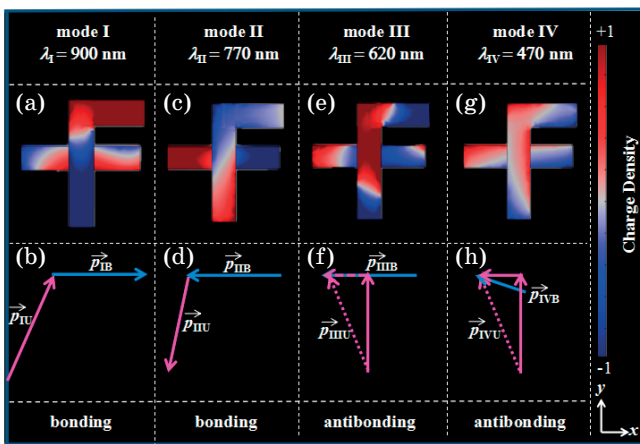 mode I
λI = 900 nm
mode II
λII = 770 nm
mode III
λIII = 620 nm
mode IV
λIV = 470 nm
+1
(a)
(c)
(e)
(g)
Charge Density
(b)
(d)
(f)
(h)
pIB
pIIB
pIIIB
pIVB
pIU
pIIU
pIIIU
pIVU
-1
y
x
bonding
bonding
antibonding
antibonding